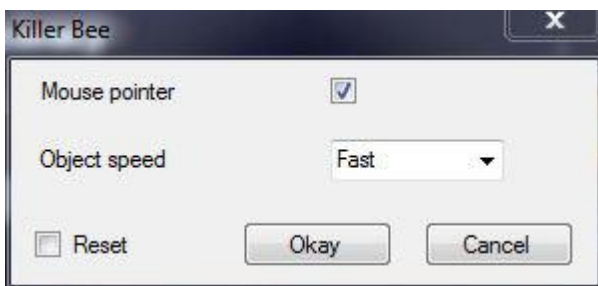 Killer Bee
Mouse pointer
Object speed Fast
Reset Okay Cancel